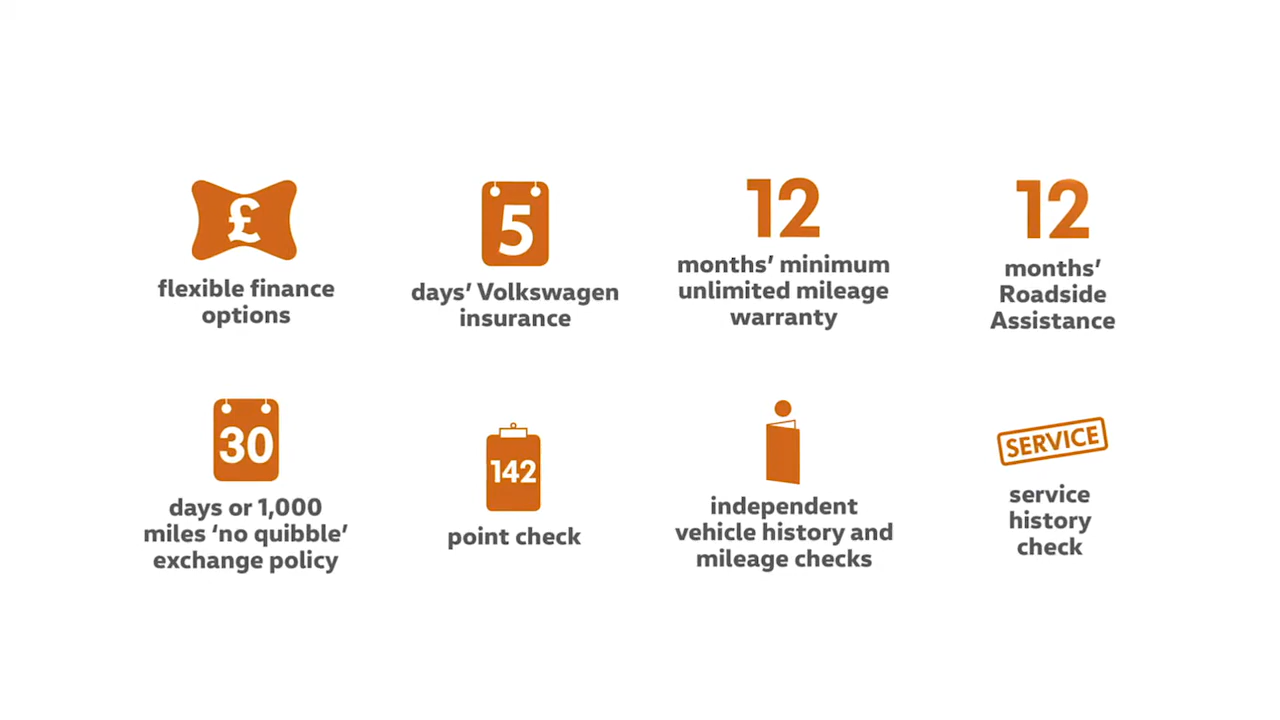 £
flexible finance
options
5
days’ Volkswagen
insurance
12
months’ minimum
unlimited mileage
warranty
12
months’
Roadside
Assistance
30
days or 1,000
miles ‘no quibble’
exchange policy
142
point check
independent
vehicle history and
mileage checks
SERVICE
service
history
check